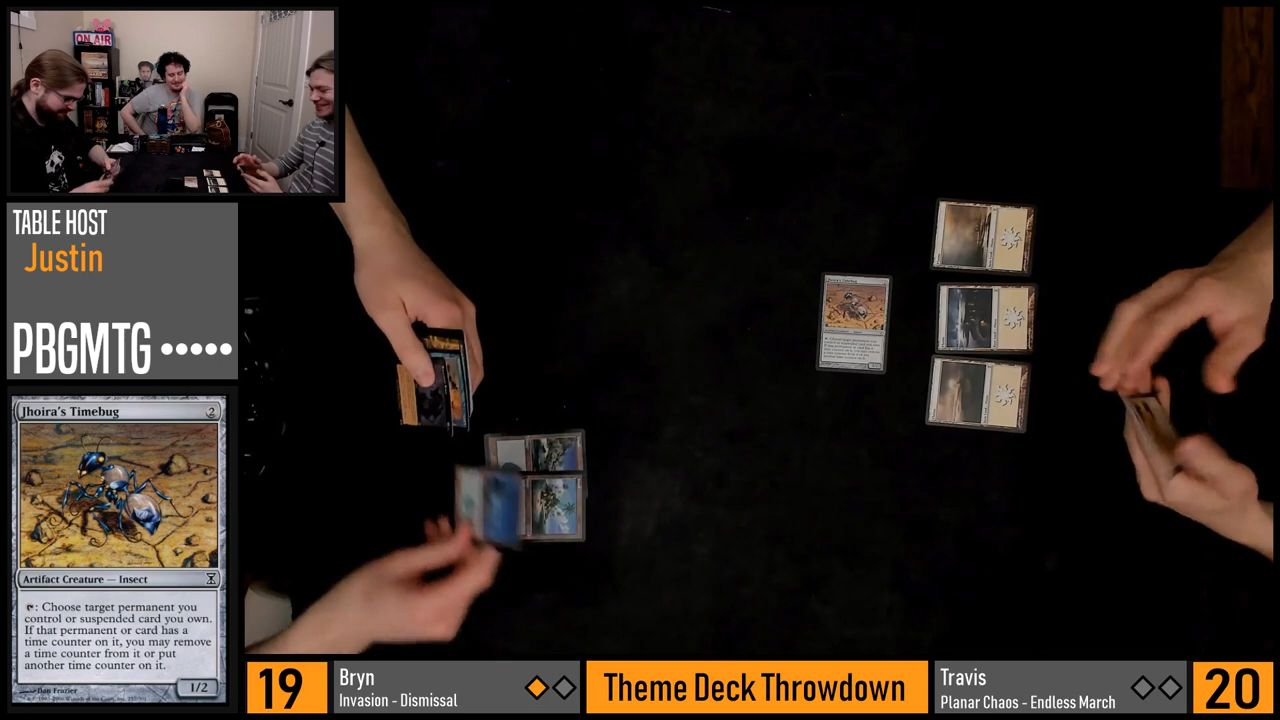 ON AIR
TABLE HOST
Justin
PBGMTG
Jhoira's Timebug 2
Artifact Creature — Insect
: Choose target permanent you
control or suspended card you own.
If that permanent or card has a
time counter on it, you may remove
a time counter from it or put
another time counter on it.
Dan Frazier
1/2
19
Bryn
Invasion - Dismissal
Theme Deck Throwdown
Travis
Planar Chaos - Endless March
20